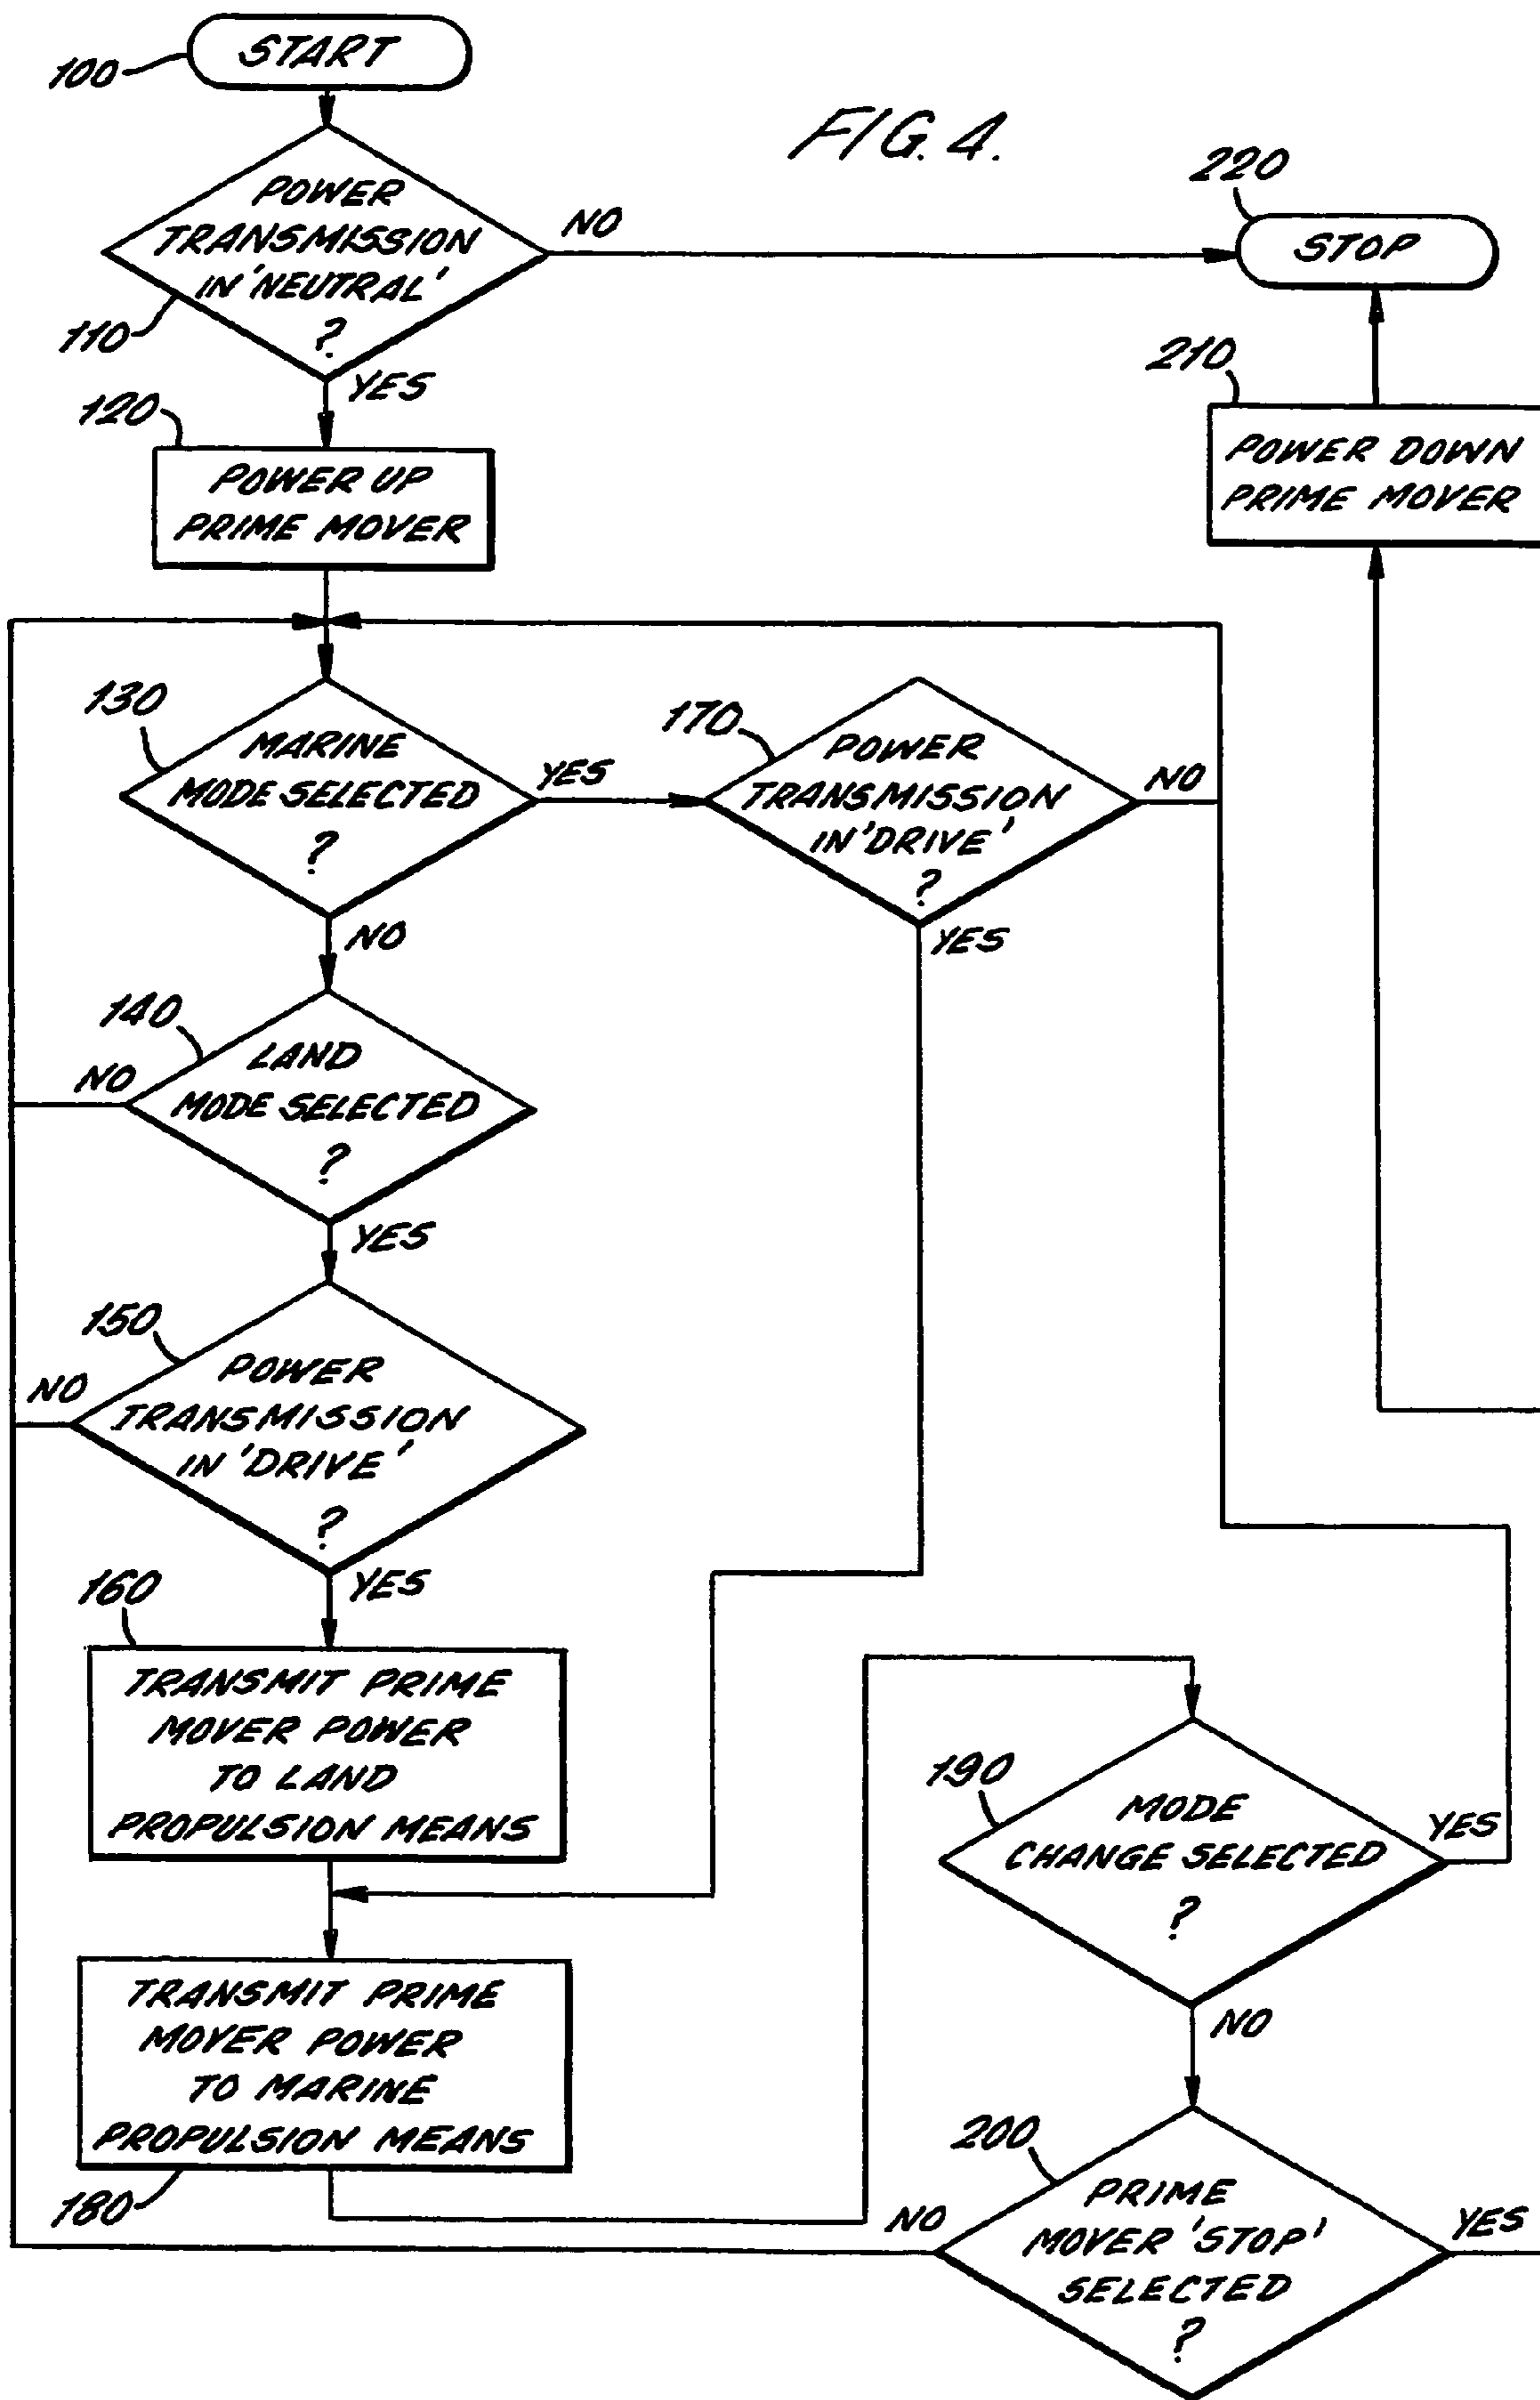 100
START
FIG. 4.
POWER
TRANSMISSION
IN 'NEUTRAL'
?
110
NO
YES
220
STOP
210
POWER DOWN
PRIME MOVER
120
POWER UP
PRIME MOVER
130
MARINE
MODE SELECTED
?
YES
NO
170
POWER
TRANSMISSION
IN 'DRIVE'
?
NO
YES
140
LAND
MODE SELECTED
?
NO
YES
150
POWER
TRANSMISSION
IN 'DRIVE'
?
NO
YES
160
TRANSMIT PRIME
MOVER POWER
TO LAND
PROPULSION MEANS
TRANSMIT PRIME
MOVER POWER
TO MARINE
PROPULSION MEANS
180
190
MODE
CHANGE SELECTED
?
YES
NO
200
PRIME
MOVER 'STOP'
SELECTED
?
NO
YES